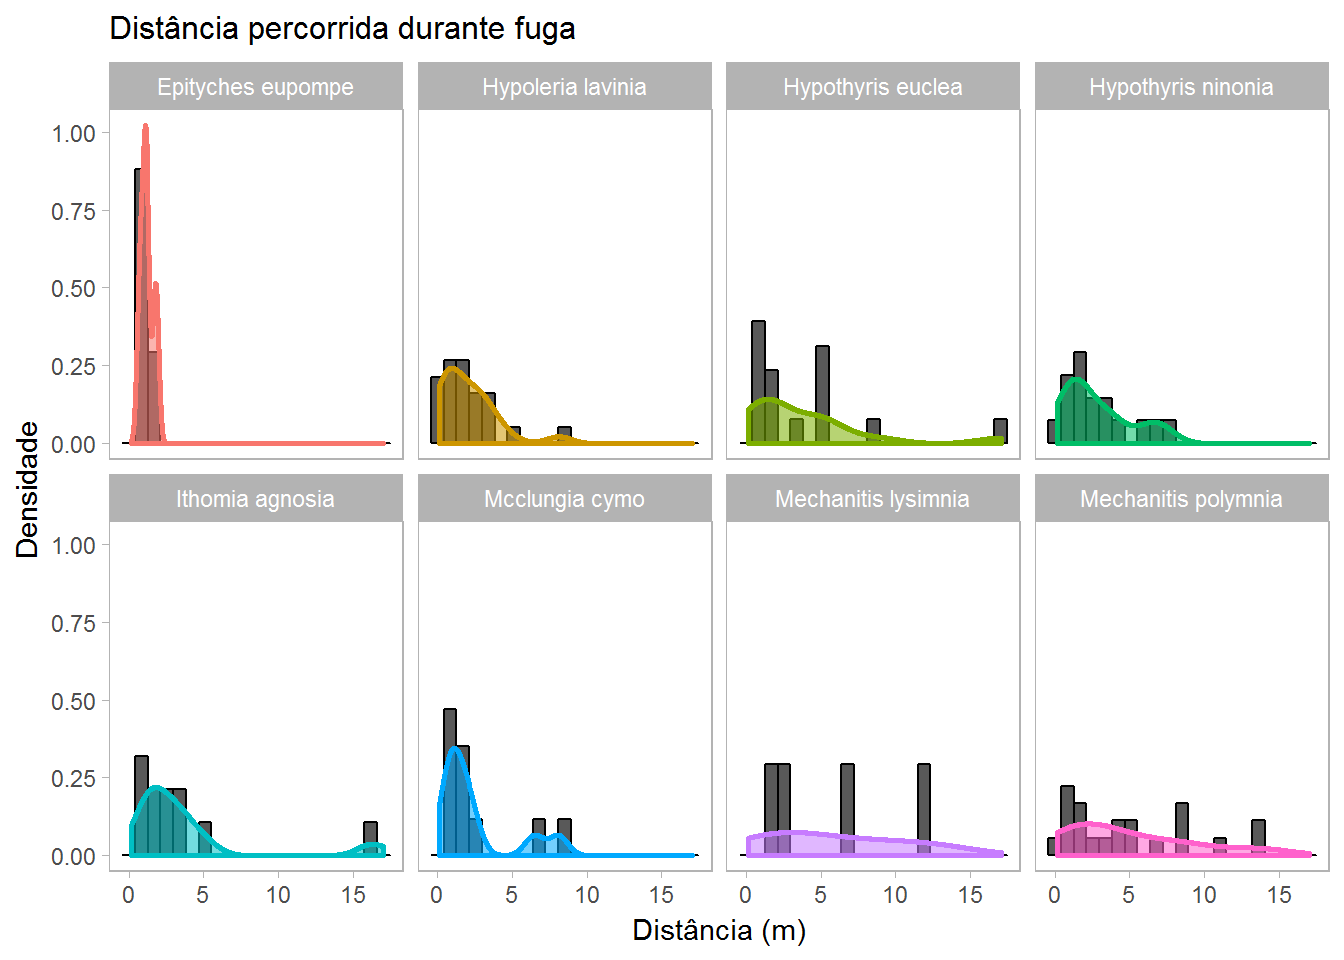 Distância percorrida durante fuga
Epityches eupompe
Hypoleria lavinia
Hypothyris euclea
Hypothyris ninonia
1.00
0.75
0.50
0.25
0.00
Ithomia agnosia
Mcclungia cymo
Mechanitis lysimnia
Mechanitis polymnia
1.00
0.75
0.50
0.25
0.00
0 5 10 15
0 5 10 15
0 5 10 15
0 5 10 15
Densidade
Distância (m)